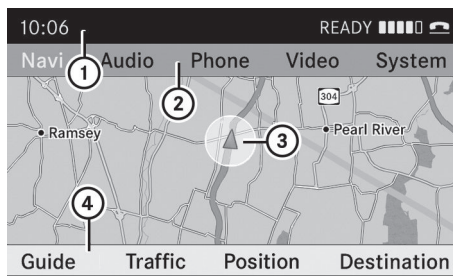 10:06 READY
Navi Audio Phone Video System
1
2
304
Ramsey 3 Pearl River
4
Guide Traffic Position Destination